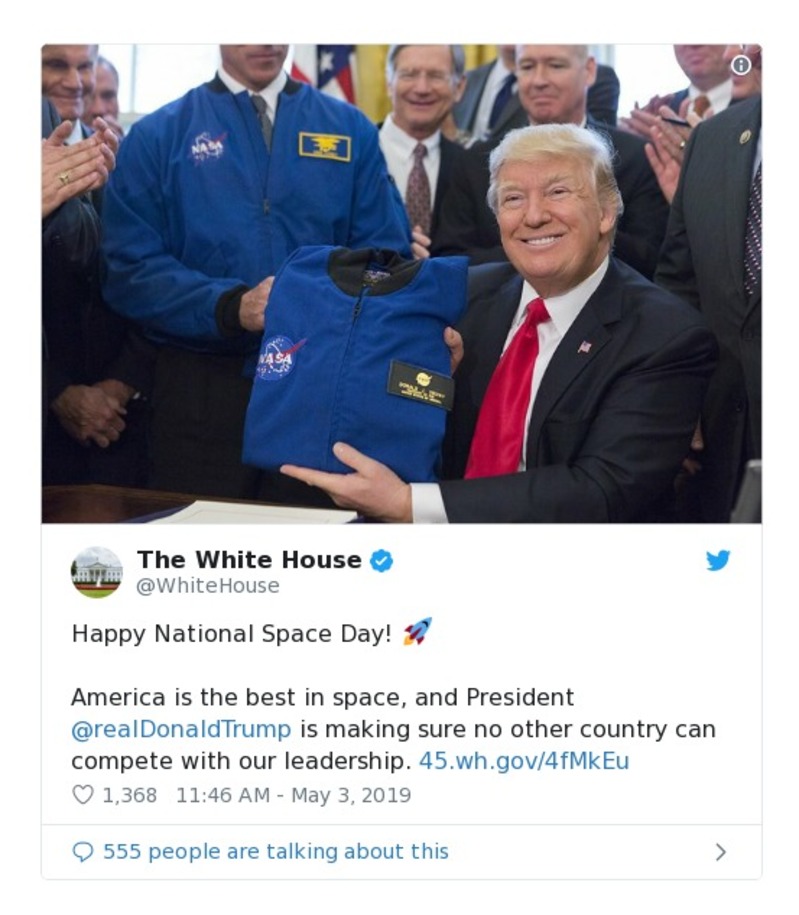 NASA
NASA
The White House
@WhiteHouse
Happy National Space Day! 🚀
America is the best in space, and President
@realDonaldTrump is making sure no other country can
compete with our leadership. 45.wh.gov/4fMkEu
1,368 11:46 AM - May 3, 2019
555 people are talking about this